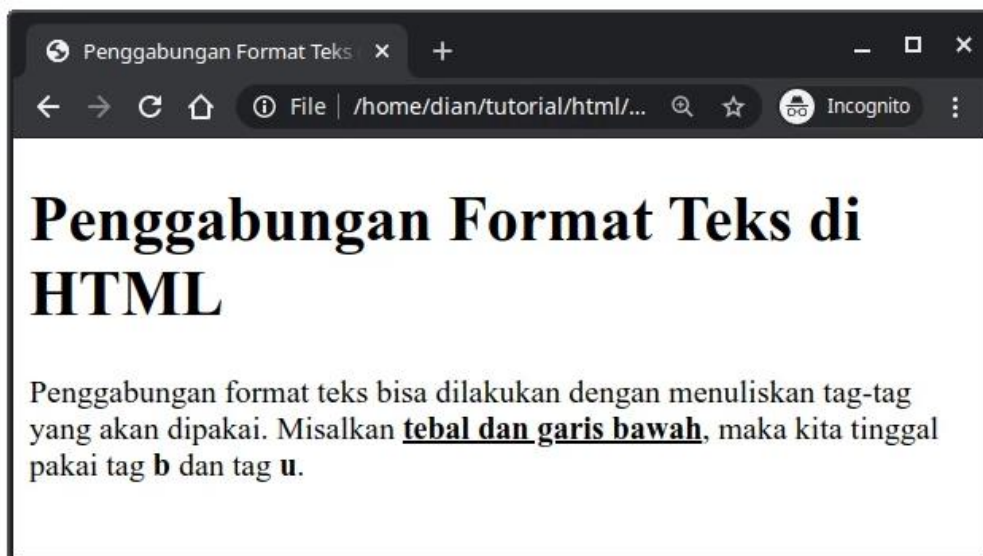 Penggabungan Format Teks
File | /home/dian/tutorial/html/...
Incognito
Penggabungan Format Teks di
HTML
Penggabungan format teks bisa dilakukan dengan menuliskan tag-tag
yang akan dipakai. Misalkan tebal dan garis bawah, maka kita tinggal
pakai tag b dan tag u.